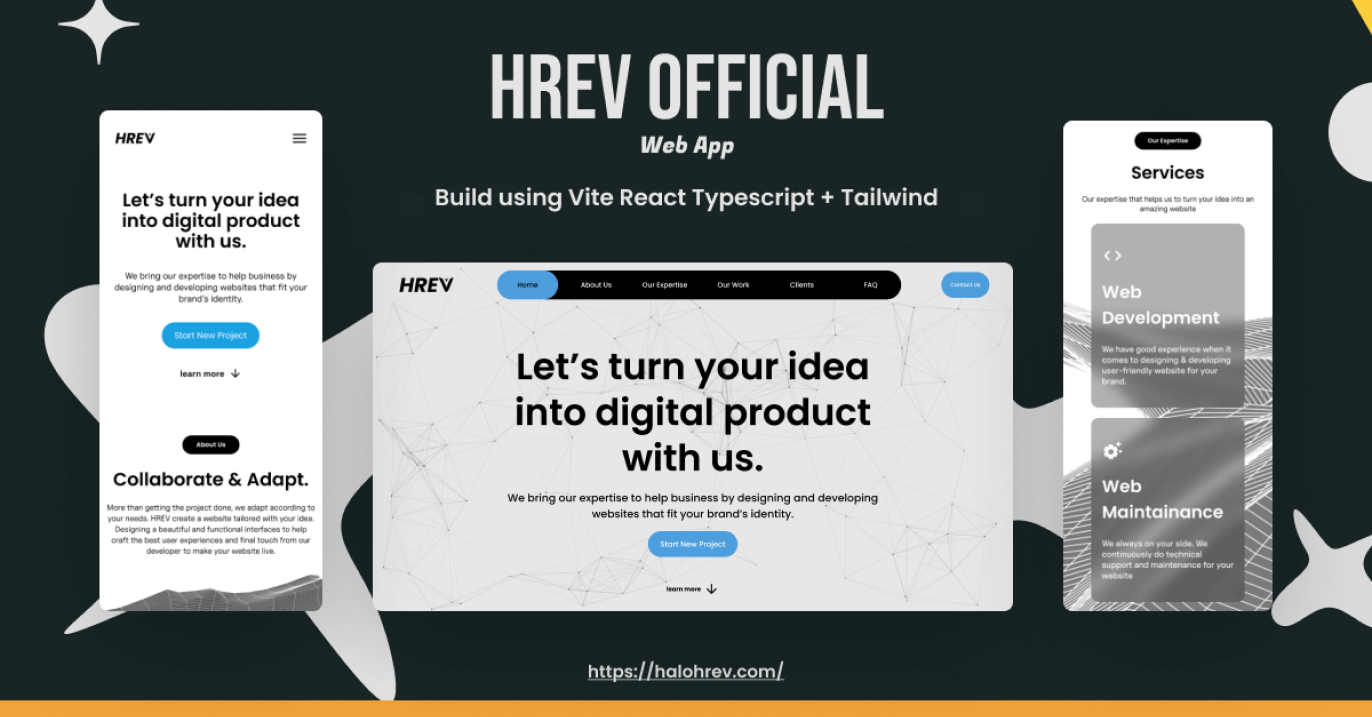 HREV OFFICIAL
Web App
Build using Vite React Typescript + Tailwind
HREV
Let's turn your idea
into digital product
with us.
We bring our expertise to help business by
designing and developing websites that fit your
brand's identity.
Start New Project
learn more
About Us
Collaborate & Adapt.
More than getting the project done, we adapt according to
your needs. HREV create a website tailored with your idea.
Designing a beautiful and functional interfaces to help
craft the best user experiences and final touch from our
developer to make your website live.
HREV
Home
About Us
Our Expertise
Our Work
Clients
FAQ
Contact Us
Let's turn your idea
into digital product
with us.
We bring our expertise to help business by designing and developing
websites that fit your brand's identity.
Start New Project
learn more
Our Expertise
Services
Our expertise that helps us to turn your idea into an
amazing website
Web
Development
We have good experience when it
comes to designing & developing
user-friendly website for your
brand.
Web
Maintainance
We always on your side. We
continuously do technical
support and maintenance for your
website
https://halohrev.com/